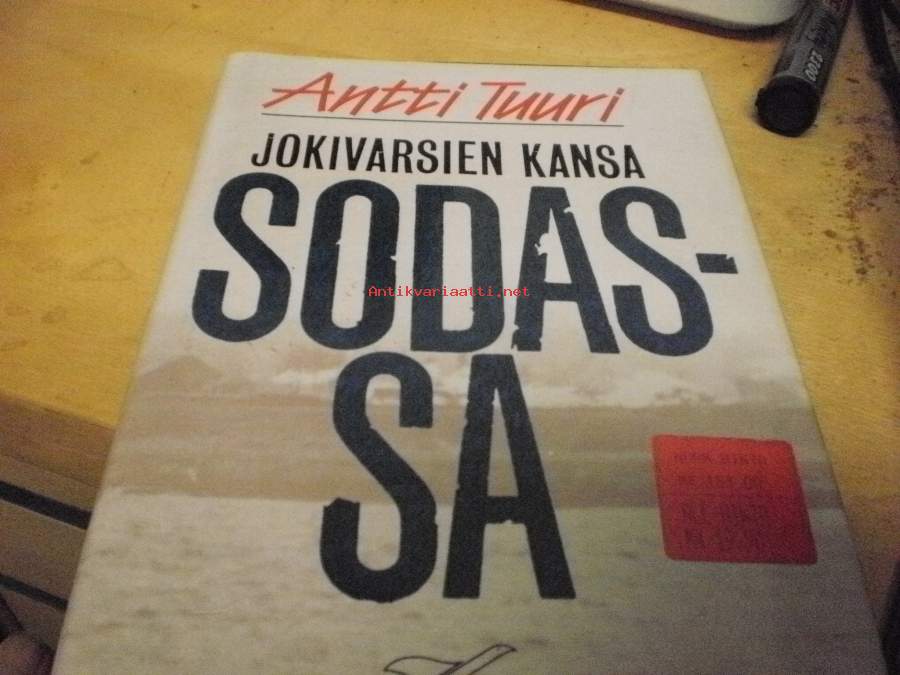 Antti Tuuri
JOKIVARSIEN KANSA
SODAS-
SA
Antikvariaatti.net